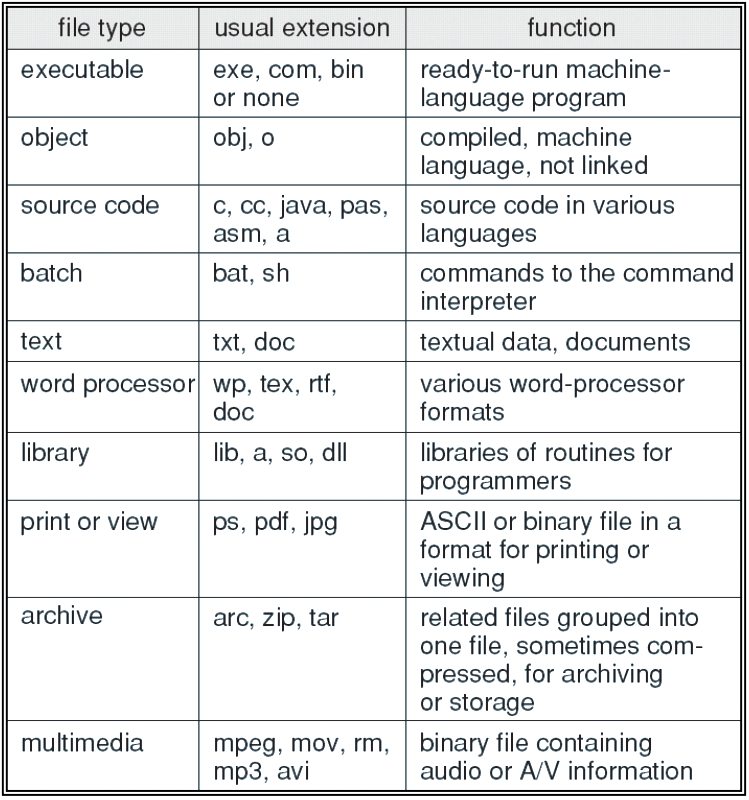 file type usual extension function
executable exe, com, bin ready-to-run machine-
or none language program
object obj, o compiled, machine
language, not linked
source code c, cc, java, pas, source code in various
asm, a languages
batch bat, sh commands to the command
interpreter
text txt, doc textual data, documents
word processor wp, tex, rtf, various word-processor
doc formats
library lib, a, so, dll libraries of routines for
programmers
print or view ps, pdf, jpg ASCII or binary file in a
format for printing or
viewing
archive arc, zip, tar related files grouped into
one file, sometimes com-
pressed, for archiving
or storage
multimedia mpeg, mov, rm, binary file containing
mp3, avi audio or A/V information